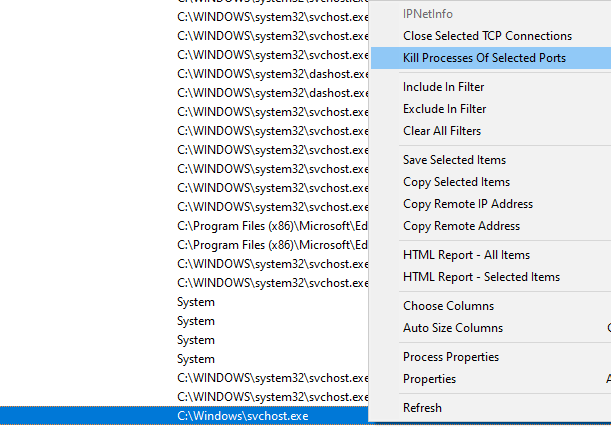 C:\WINDOWS\system32\svchost.exe
C:\WINDOWS\system32\svchost.exe
C:\WINDOWS\system32\svchost.exe
C:\WINDOWS\system32\dashost.exe
C:\WINDOWS\system32\dashost.exe
C:\WINDOWS\system32\svchost.exe
C:\WINDOWS\system32\svchost.exe
C:\WINDOWS\system32\svchost.exe
C:\WINDOWS\system32\svchost.exe
C:\WINDOWS\system32\svchost.exe
C:\WINDOWS\system32\svchost.exe
C:\Program Files (x86)\Microsoft\Ed
C:\Program Files (x86)\Microsoft\Ed
C:\WINDOWS\system32\svchost.exe
C:\WINDOWS\system32\svchost.exe
System
System
System
System
C:\WINDOWS\system32\svchost.exe
C:\WINDOWS\system32\svchost.exe
C:\Windows\svchost.exe
IPNetInfo
Close Selected TCP Connections
Kill Processes Of Selected Ports
Include In Filter
Exclude In Filter
Clear All Filters
Save Selected Items
Copy Selected Items
Copy Remote IP Address
Copy Remote Address
HTML Report - All Items
HTML Report - Selected Items
Choose Columns
Auto Size Columns
Process Properties
Properties
Refresh